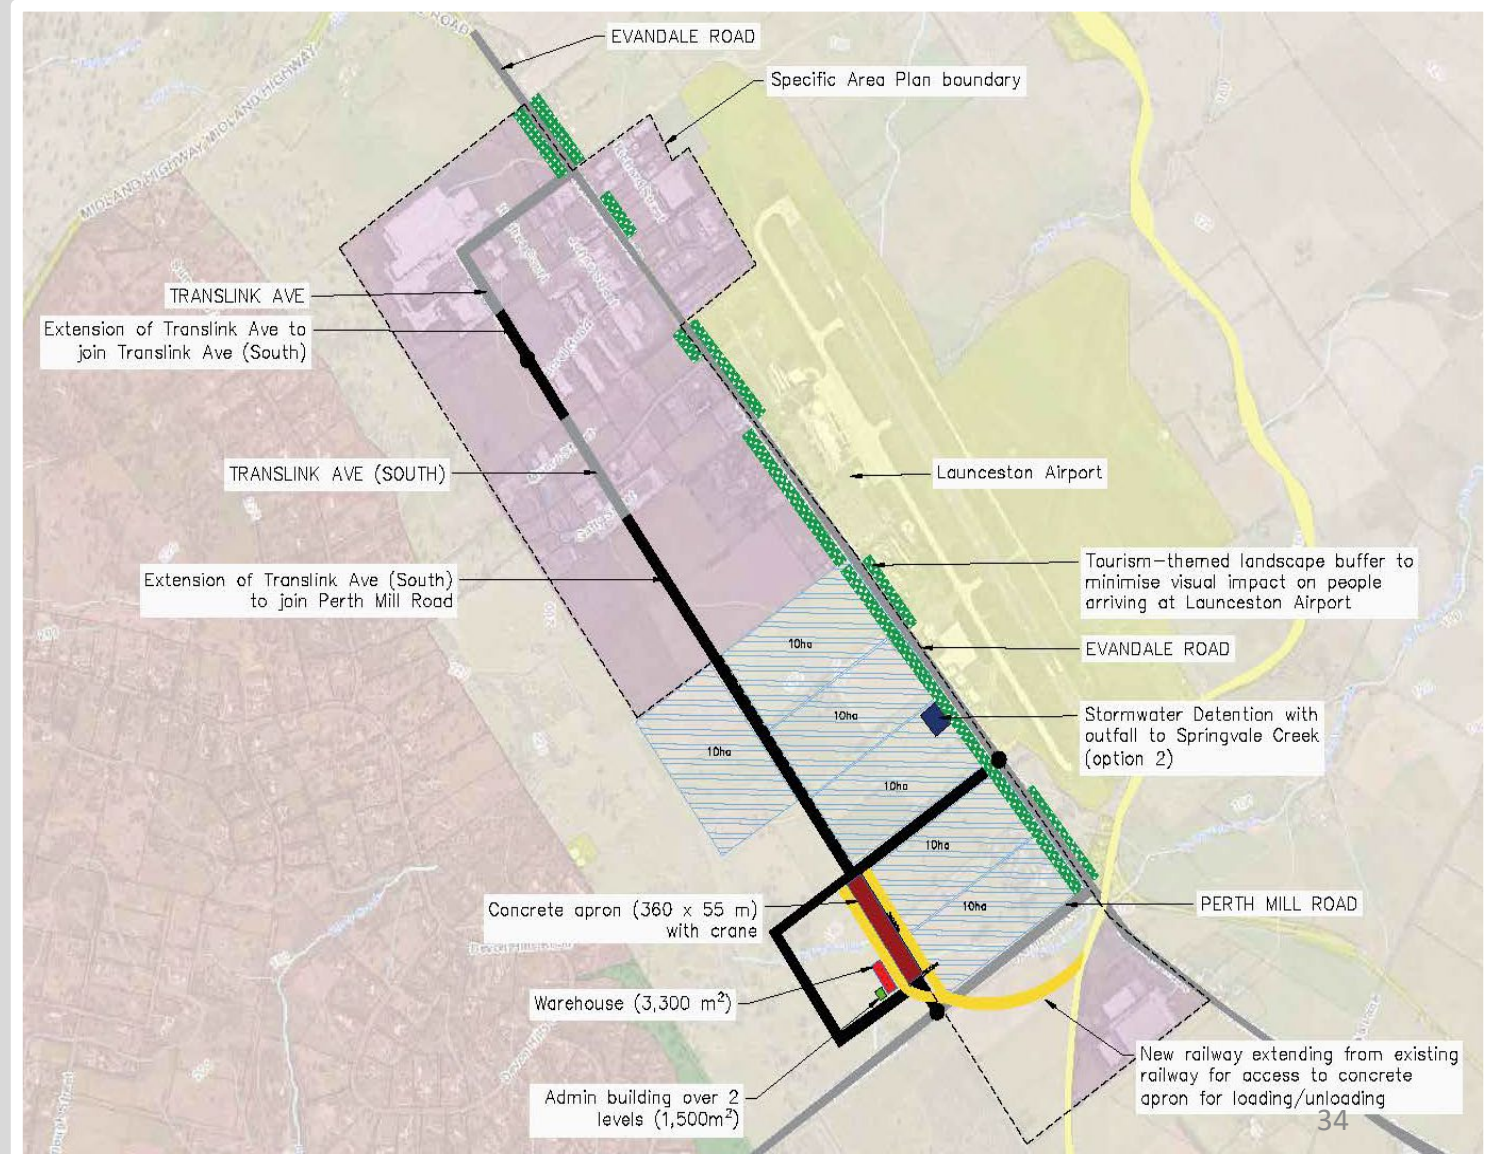 ROAD
EVANDALE ROAD
Specific Area Plan boundary
MIDLAND HIGHWAY MIDLAND HIGHWAY
TRANSLINK AVE
Extension of Translink Ave to
join Translink Ave (South)
TRANSLINK AVE (SOUTH)
Launceston Airport
Extension of Translink Ave (South)
to join Perth Mill Road
Tourism-themed landscape buffer to
minimise visual impact on people
arriving at Launceston Airport
10ha
EVANDALE ROAD
10ha
Stormwater Detention with
outfall to Springvale Creek
(option 2)
10ha
10ha
10ha
10ha
PERTH MILL ROAD
Concrete apron (360 x 55 m)
with crane
Warehouse (3,300 m²)
New railway extending from existing
railway for access to concrete
apron for loading/unloading
Admin building over 2
levels (1,500m²)
34